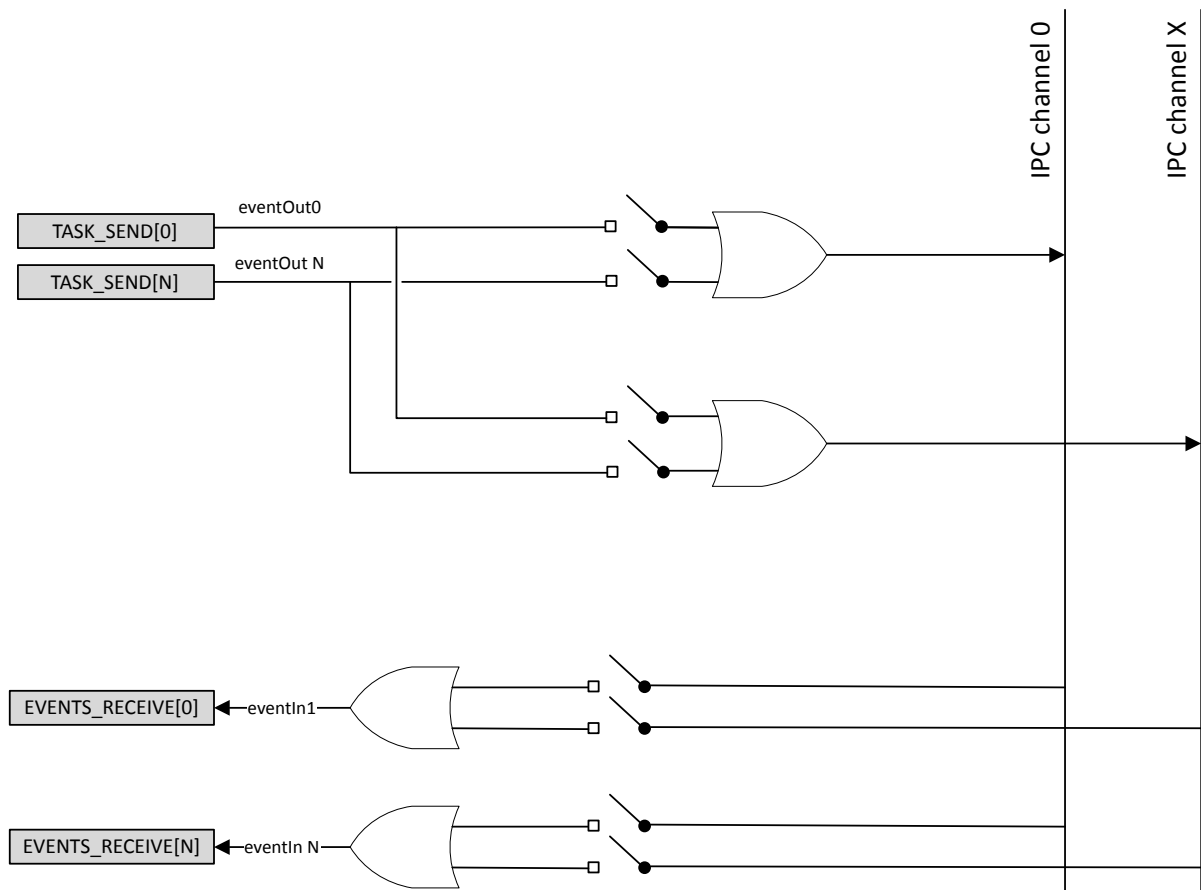 IPC channel 0
IPC channel X
eventOut0
TASK_SEND[0]
eventOut N
TASK_SEND[N]
EVENTS_RECEIVE[0]
eventIn1
EVENTS_RECEIVE[N]
eventIn N